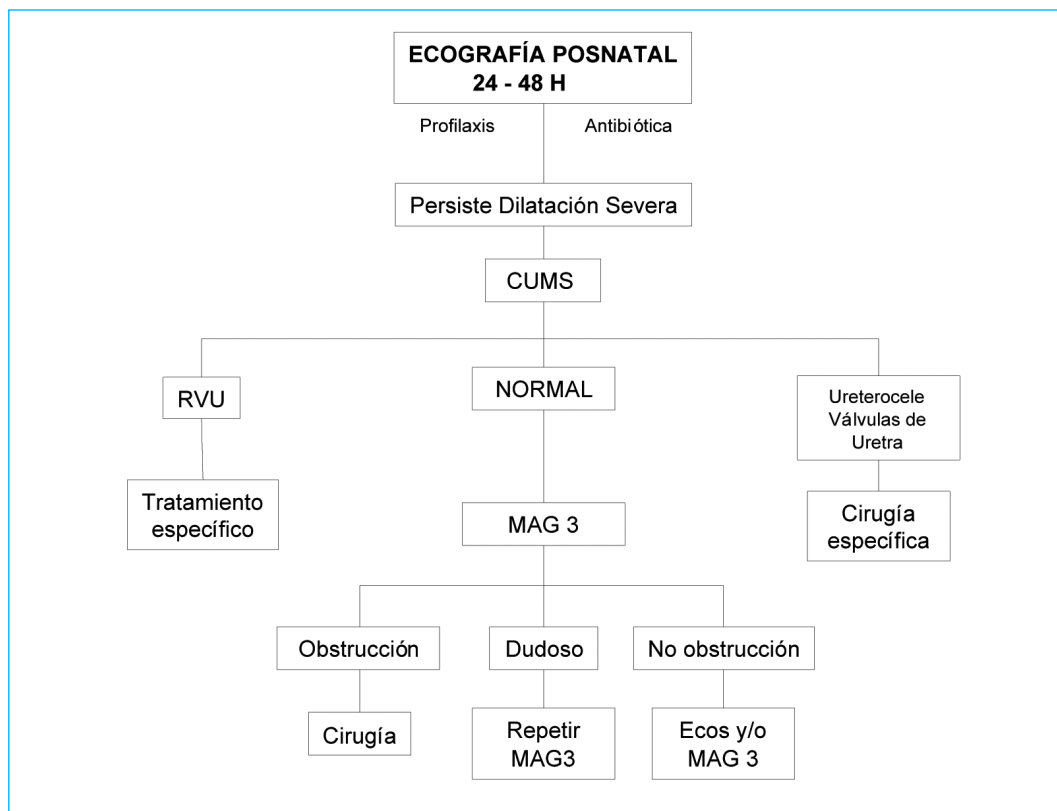 ECOGRAFÍA POSNATAL
24 - 48 H
Profilaxis Antibiótica
Persiste Dilatación Severa
CUMS
RVU
NORMAL
Ureterocele
Válvulas de
Uretra
Tratamiento
específico
MAG 3
Cirugía
específica
Obstrucción
Dudoso
No obstrucción
Cirugía
Repetir
MAG3
Ecos y/o
MAG 3